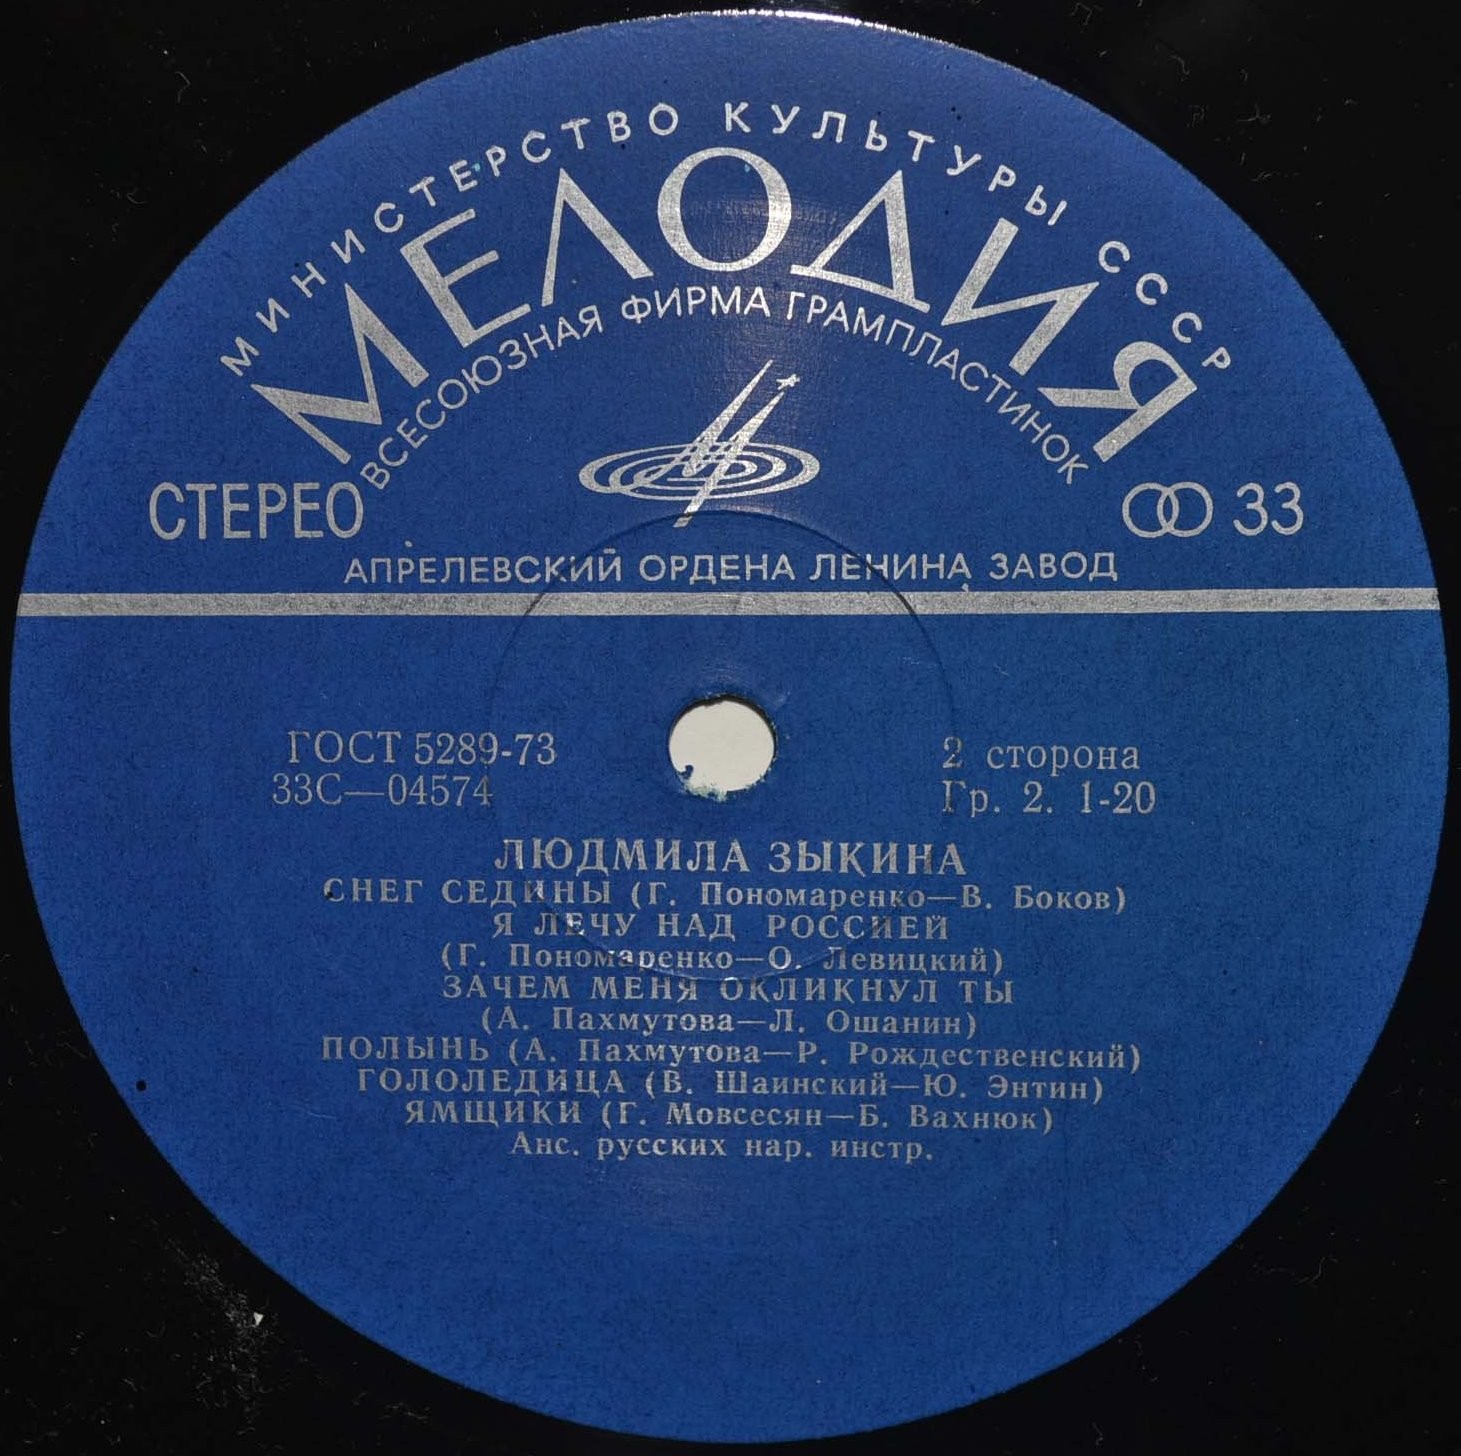 МИНИСТЕРСТВО КУЛЬТУРЫ СССР
МЕЛОДИЯ
ВСЕСОЮЗНАЯ ФИРМА ГРАМПЛАСТИНОК
СТЕРЕО
33
АПРЕЛЕВСКИЙ ОРДЕНА ЛЕНИНА ЗАВОД
ГОСТ 5289-73
33С—04574
2 сторона
Гр. 2. 1-20
ЛЮДМИЛА ЗЫКИНА
СНЕГ СЕДИНЫ (Г. Пономаренко—В. Боков)
Я ЛЕЧУ НАД РОССИЕЙ
(Г. Пономаренко—О. Левицкий)
ЗАЧЕМ МЕНЯ ОКЛИКНУЛ ТЫ
(А. Пахмутова—Л. Ошанин)
ПОЛЫНЬ (А. Пахмутова—Р. Рождественский)
ГОЛОЛЕДИЦА (В. Шаинский—Ю. Энтин)
ЯМЩИКИ (Г. Мовсесян—Б. Вахнюк)
Анс. русских нар. инстр.